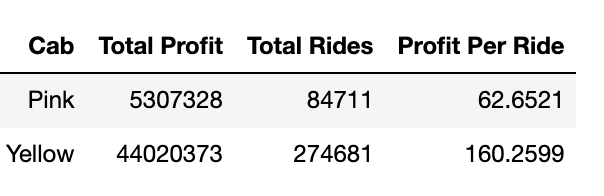 Cab Total Profit Total Rides Profit Per Ride
Pink 5307328 84711 62.6521
Yellow 44020373 274681 160.2599